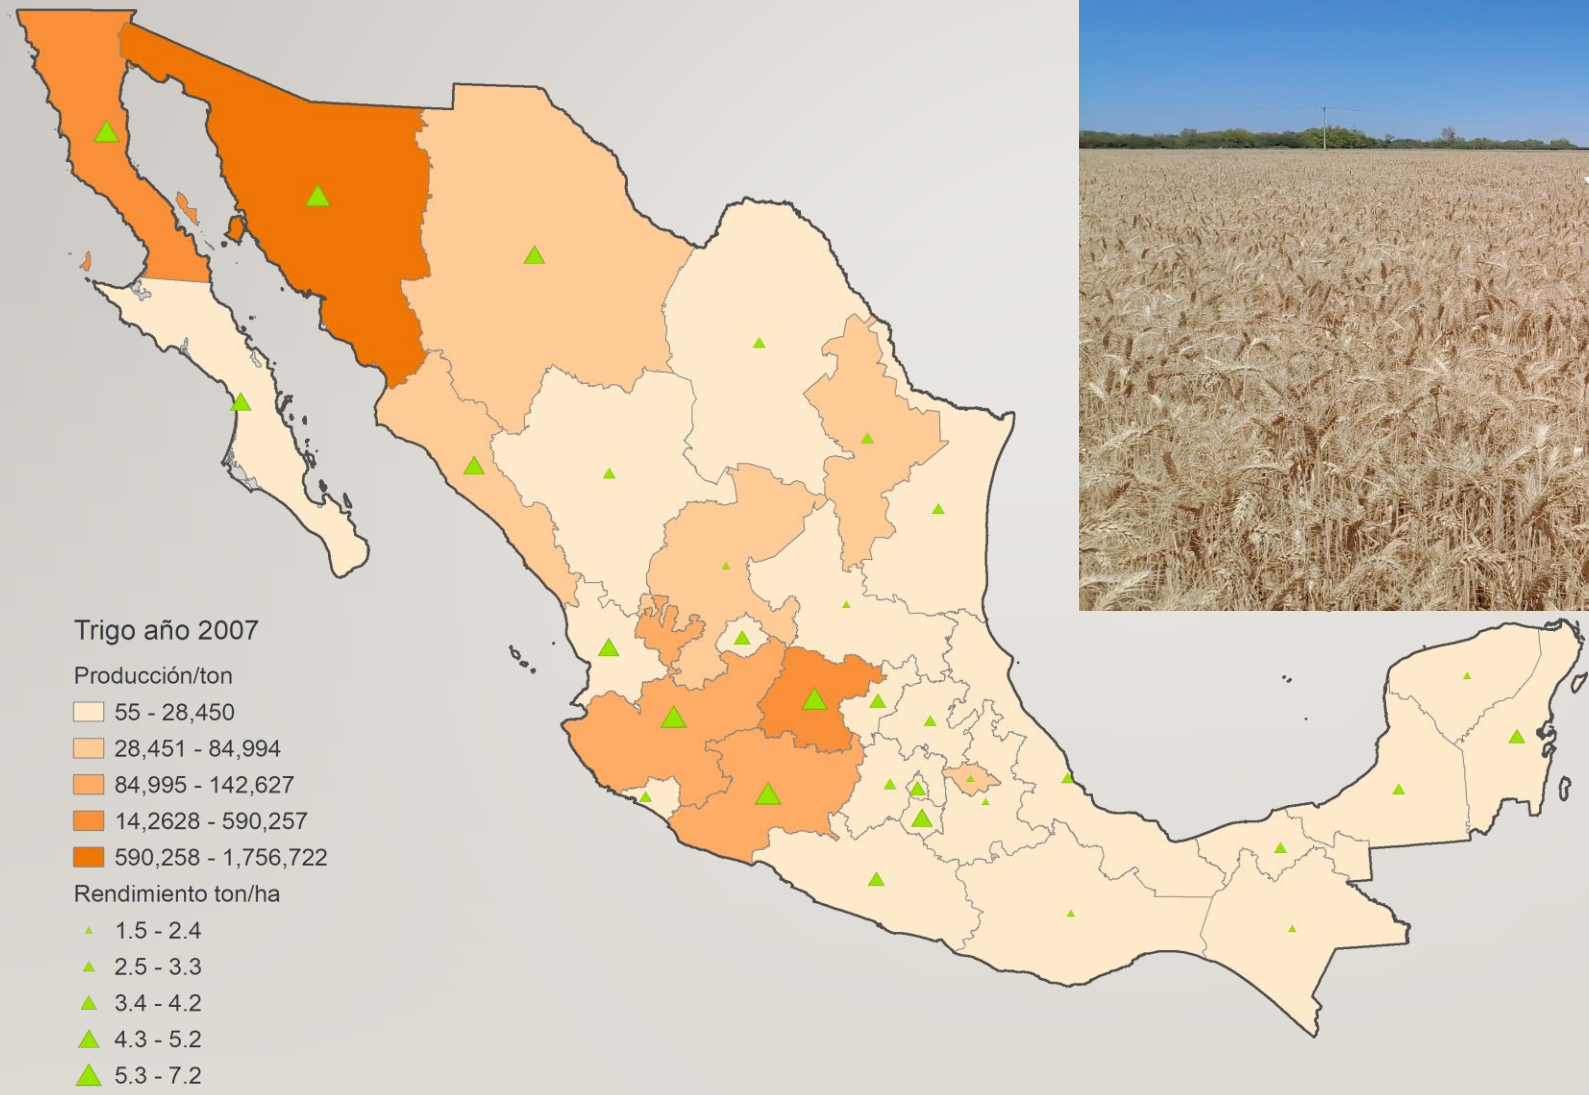 Trigo año 2007
Producción/ton
55 - 28,450
28,451 - 84,994
84,995 - 142,627
14,2628 - 590,257
590,258 - 1,756,722
Rendimiento ton/ha
1.5 - 2.4
2.5 - 3.3
3.4 - 4.2
4.3 - 5.2
5.3 - 7.2